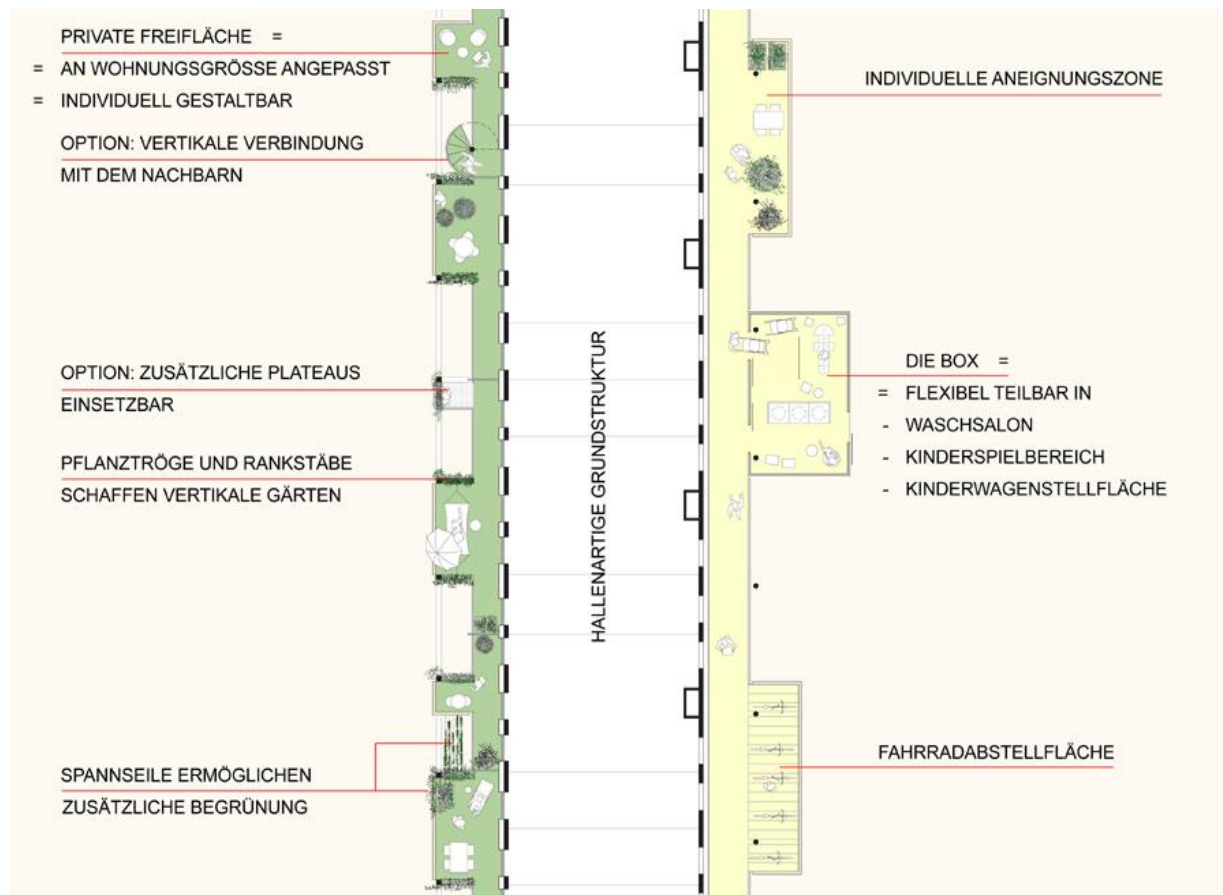 PRIVATE FREIFLÄCHE =
= AN WOHNUNGSGRÖSSE ANGEPASST
= INDIVIDUELL GESTALTBAR
OPTION: VERTIKALE VERBINDUNG
MIT DEM NACHBARN
OPTION: ZUSÄTZLICHE PLATEAUS
EINSETZBAR
PFLANZTRÖGE UND RANKSTÄBE
SCHAFFEN VERTIKALE GÄRTEN
SPANNSEILE ERMÖGLICHEN
ZUSÄTZLICHE BEGRÜNUNG
HALLENARTIGE GRUNDSTRUKTUR
INDIVIDUELLE ANEIGNUNGSZONE
DIE BOX =
= FLEXIBEL TEILBAR IN
- WASCHSALON
- KINDERSPIELBEREICH
- KINDERWAGENSTELLFLÄCHE
FAHRRADABSTELLFLÄCHE